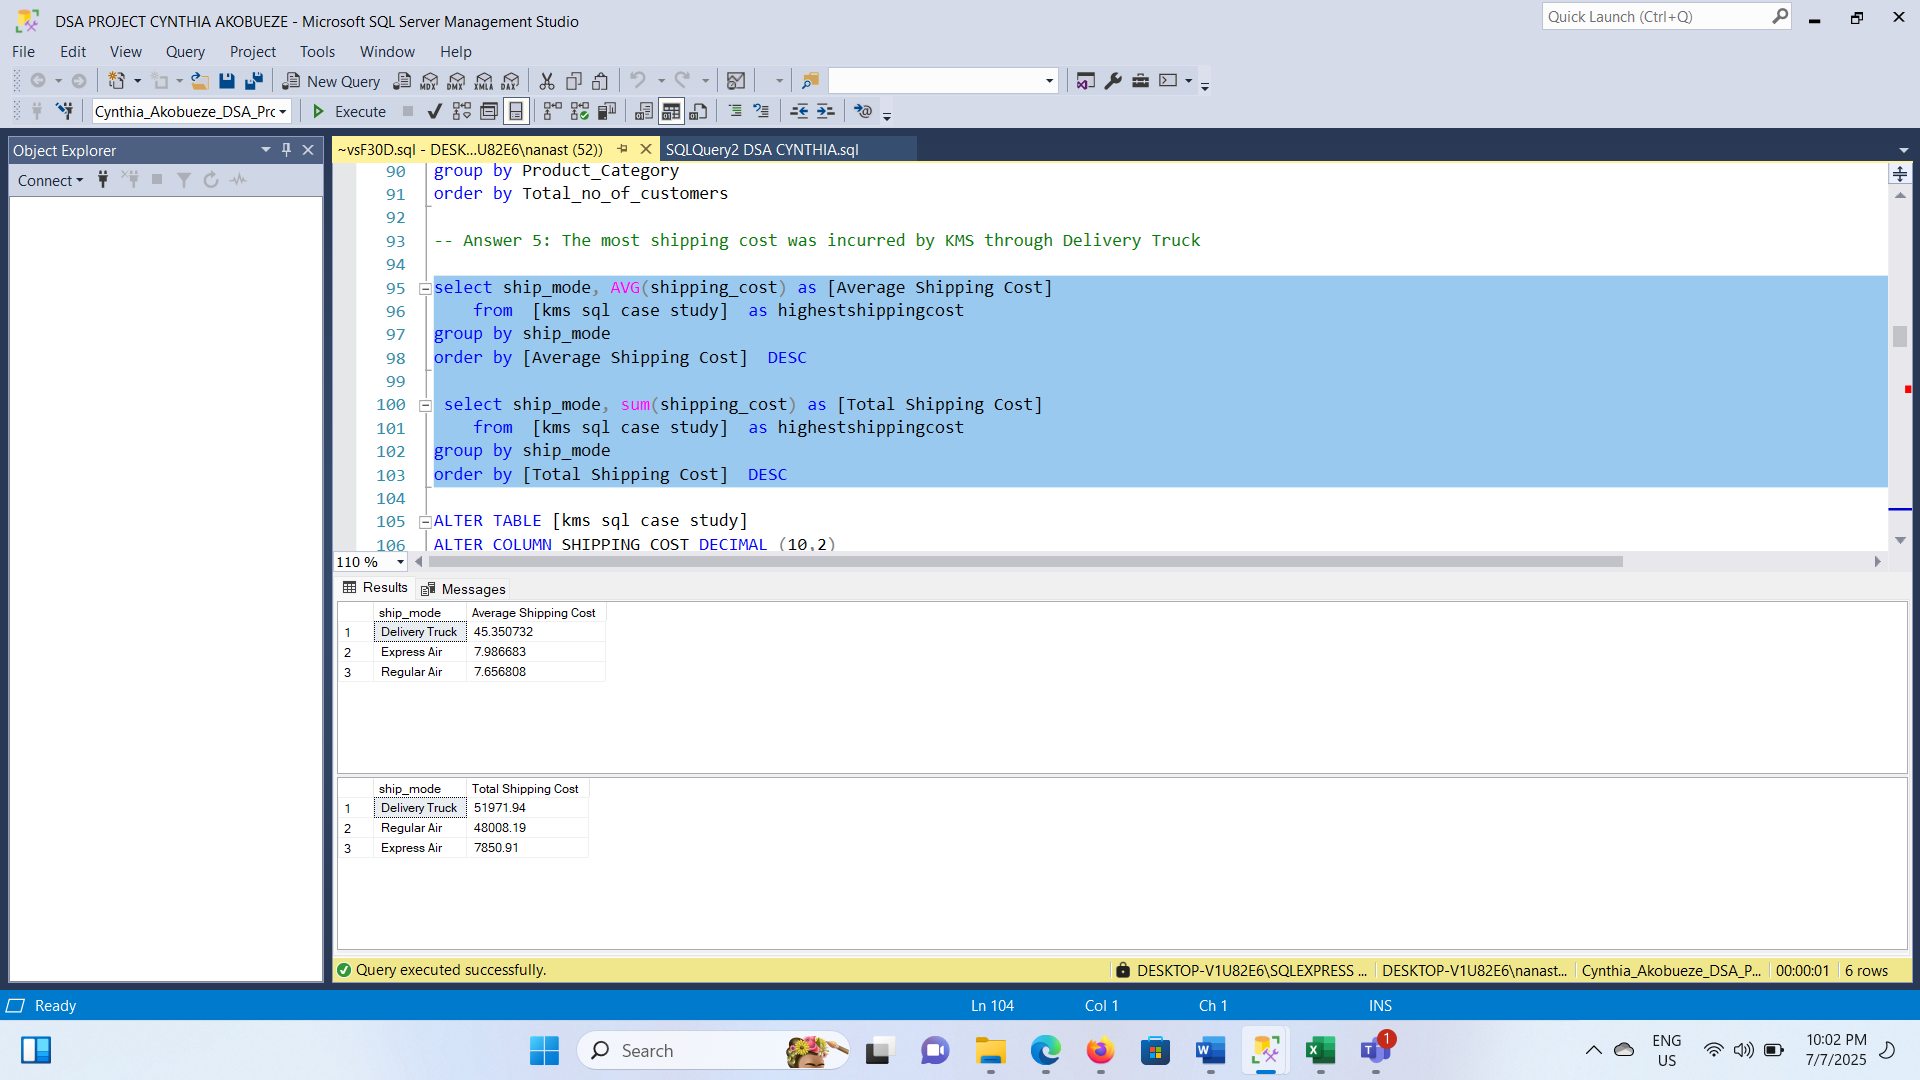 DSA PROJECT CYNTHIA AKOBUEZE - Microsoft SQL Server Management Studio
Quick Launch (Ctrl+Q)
File Edit View Query Project Tools Window Help
New Query MDX DMX XMLA DAX
Cynthia_Akobueze_DSA_Prc Execute
Object Explorer
Connect
~vsF30D.sql - DESK...U82E6\nanast (52)) SQLQuery2 DSA CYNTHIA.sql
90 group by Product_Category
91 order by Total_no_of_customers
92
93 -- Answer 5: The most shipping cost was incurred by KMS through Delivery Truck
94
95 select ship_mode, AVG(shipping_cost) as [Average Shipping Cost]
96 from [kms sql case study] as highestshippingcost
97 group by ship_mode
98 order by [Average Shipping Cost] DESC
99
100 select ship_mode, sum(shipping_cost) as [Total Shipping Cost]
101 from [kms sql case study] as highestshippingcost
102 group by ship_mode
103 order by [Total Shipping Cost] DESC
104
105 ALTER TABLE [kms sql case study]
106 ALTER COLUMN SHIPPING_COST DECIMAL (10,2)
110 %
Results Messages
ship_mode Average Shipping Cost
1 Delivery Truck 45.350732
2 Express Air 7.986683
3 Regular Air 7.656808
ship_mode Total Shipping Cost
1 Delivery Truck 51971.94
2 Regular Air 48008.19
3 Express Air 7850.91
Query executed successfully. DESKTOP-V1U82E6\SQLEXPRESS ... DESKTOP-V1U82E6\nanast... Cynthia_Akobueze_DSA_P... 00:00:01 6 rows
Ready Ln 104 Col 1 Ch 1 INS
Search
1
ENG
US
10:02 PM
7/7/2025